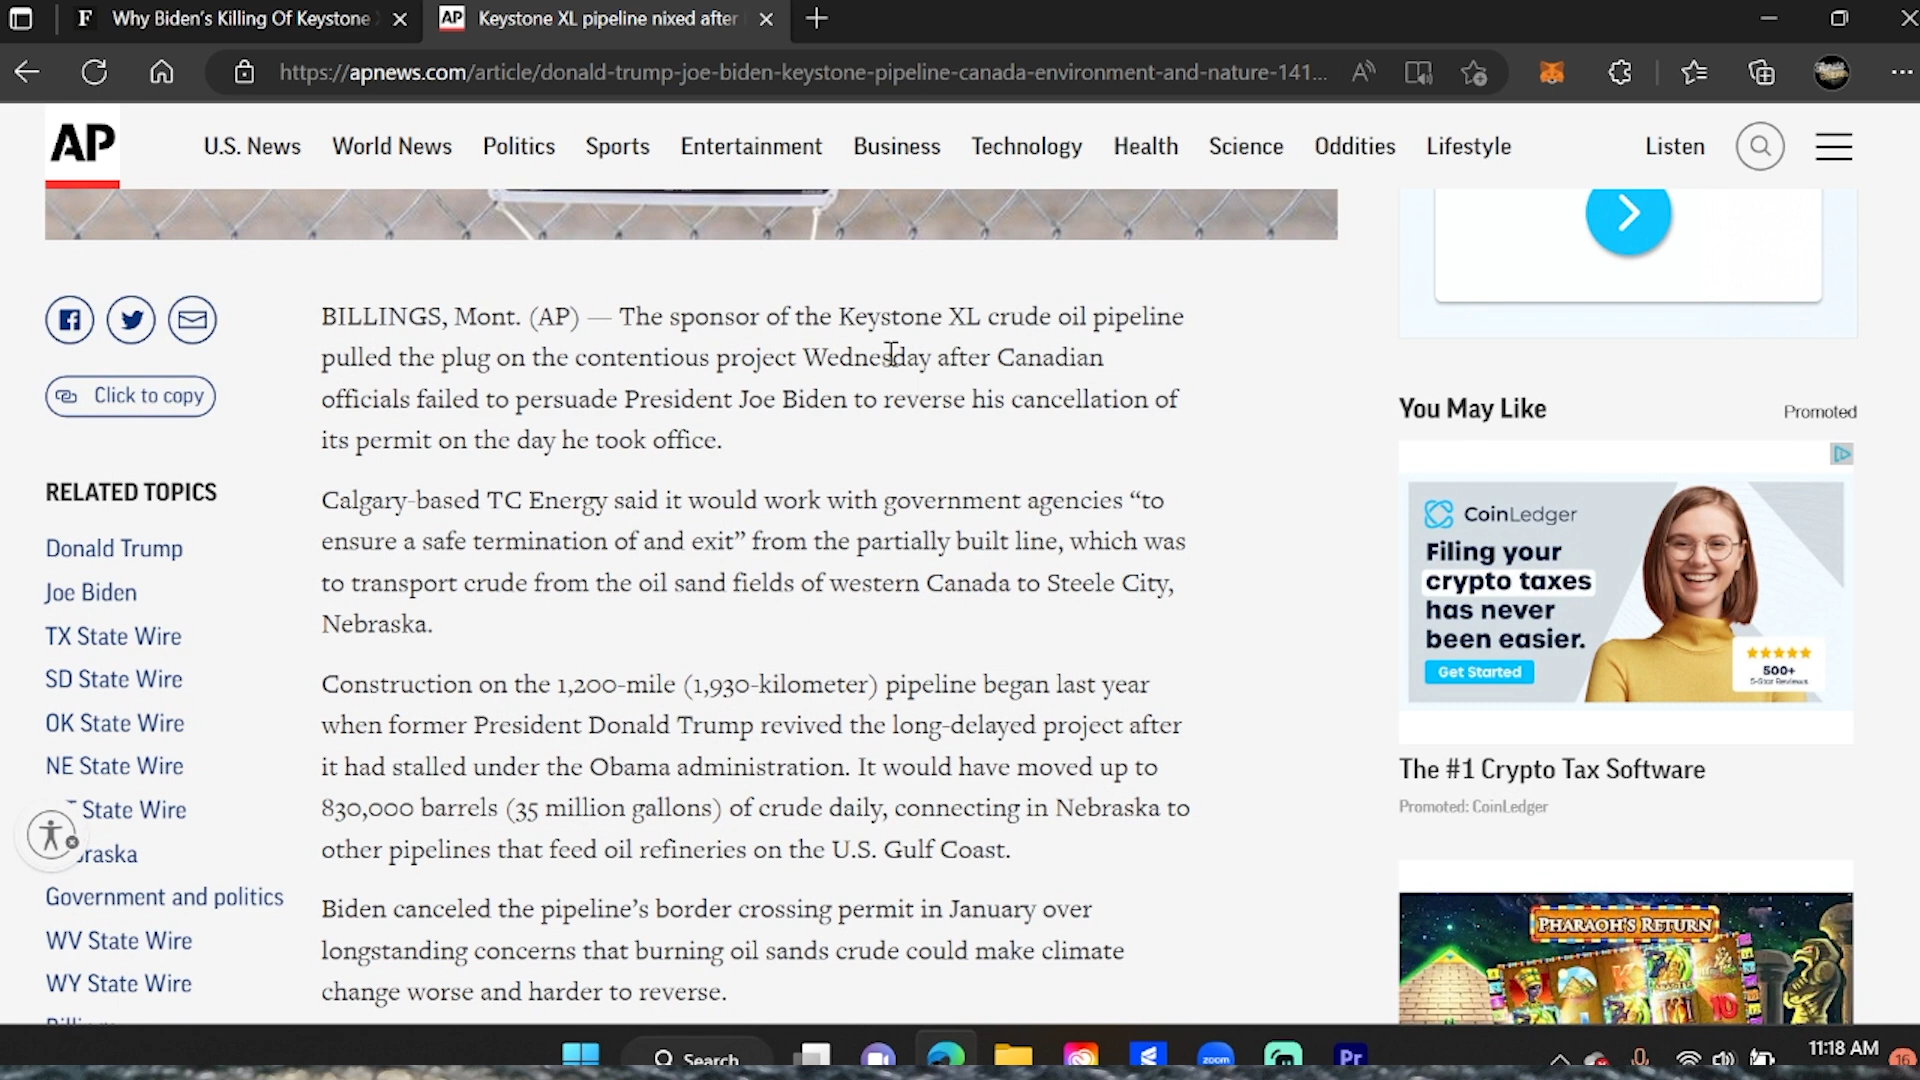 F Why Biden's Killing Of Keystone
AP Keystone XL pipeline nixed after
https://apnews.com/article/donald-trump-joe-biden-keystone-pipeline-canada-environment-and-nature-141...
AP
U.S. News World News Politics Sports Entertainment Business Technology Health Science Oddities Lifestyle Listen
BILLINGS, Mont. (AP) — The sponsor of the Keystone XL crude oil pipeline
pulled the plug on the contentious project Wednesday after Canadian
officials failed to persuade President Joe Biden to reverse his cancellation of
its permit on the day he took office.
Calgary-based TC Energy said it would work with government agencies “to
ensure a safe termination of and exit” from the partially built line, which was
to transport crude from the oil sand fields of western Canada to Steele City,
Nebraska.
Construction on the 1,200-mile (1,930-kilometer) pipeline began last year
when former President Donald Trump revived the long-delayed project after
it had stalled under the Obama administration. It would have moved up to
830,000 barrels (35 million gallons) of crude daily, connecting in Nebraska to
other pipelines that feed oil refineries on the U.S. Gulf Coast.
Biden canceled the pipeline’s border crossing permit in January over
longstanding concerns that burning oil sands crude could make climate
change worse and harder to reverse.
Click to copy
RELATED TOPICS
Donald Trump
Joe Biden
TX State Wire
SD State Wire
OK State Wire
NE State Wire
State Wire
Government and politics
WV State Wire
WY State Wire
You May Like
Promoted
CoinLedger
Filing your
crypto taxes
has never
been easier.
Get Started
500+
5-Star Reviews
The #1 Crypto Tax Software
Promoted: CoinLedger
PHARAOH'S RETURN
Search
zoom
Pr
11:18 AM
16